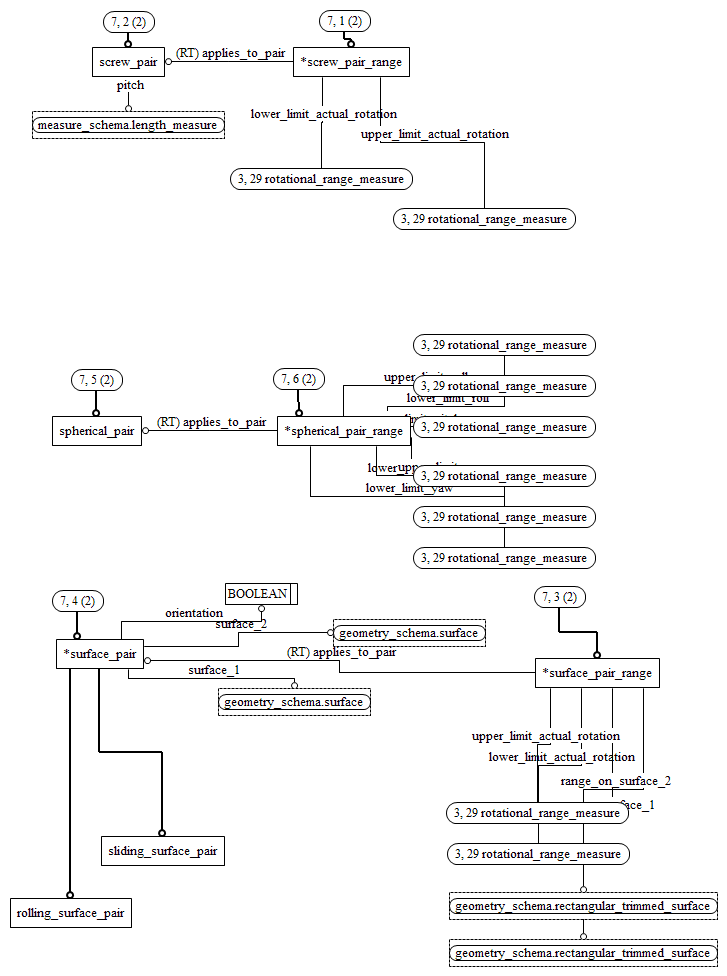 7, 2 (2)
7, 1 (2)
screw_pair
(RT) applies_to_pair
*screw_pair_range
pitch
measure_schema.length_measure
lower_limit_actual_rotation
upper_limit_actual_rotation
3, 29 rotational_range_measure
3, 29 rotational_range_measure
3, 29 rotational_range_measure
7, 5 (2)
7, 6 (2)
3, 29 rotational_range_measure
lower_limit_roll
spherical_pair
(RT) applies_to_pair
*spherical_pair_range
3, 29 rotational_range_measure
3, 29 rotational_range_measure
lower_limit_yaw
3, 29 rotational_range_measure
3, 29 rotational_range_measure
7, 4 (2)
BOOLEAN
7, 3 (2)
orientation
surface_2
geometry_schema.surface
*surface_pair
(RT) applies_to_pair
surface_1
*surface_pair_range
geometry_schema.surface
upper_limit_actual_rotation
lower_limit_actual_rotation
range_on_surface_2
3, 29 rotational_range_measure
face_1
sliding_surface_pair
3, 29 rotational_range_measure
rolling_surface_pair
geometry_schema.rectangular_trimmed_surface
geometry_schema.rectangular_trimmed_surface